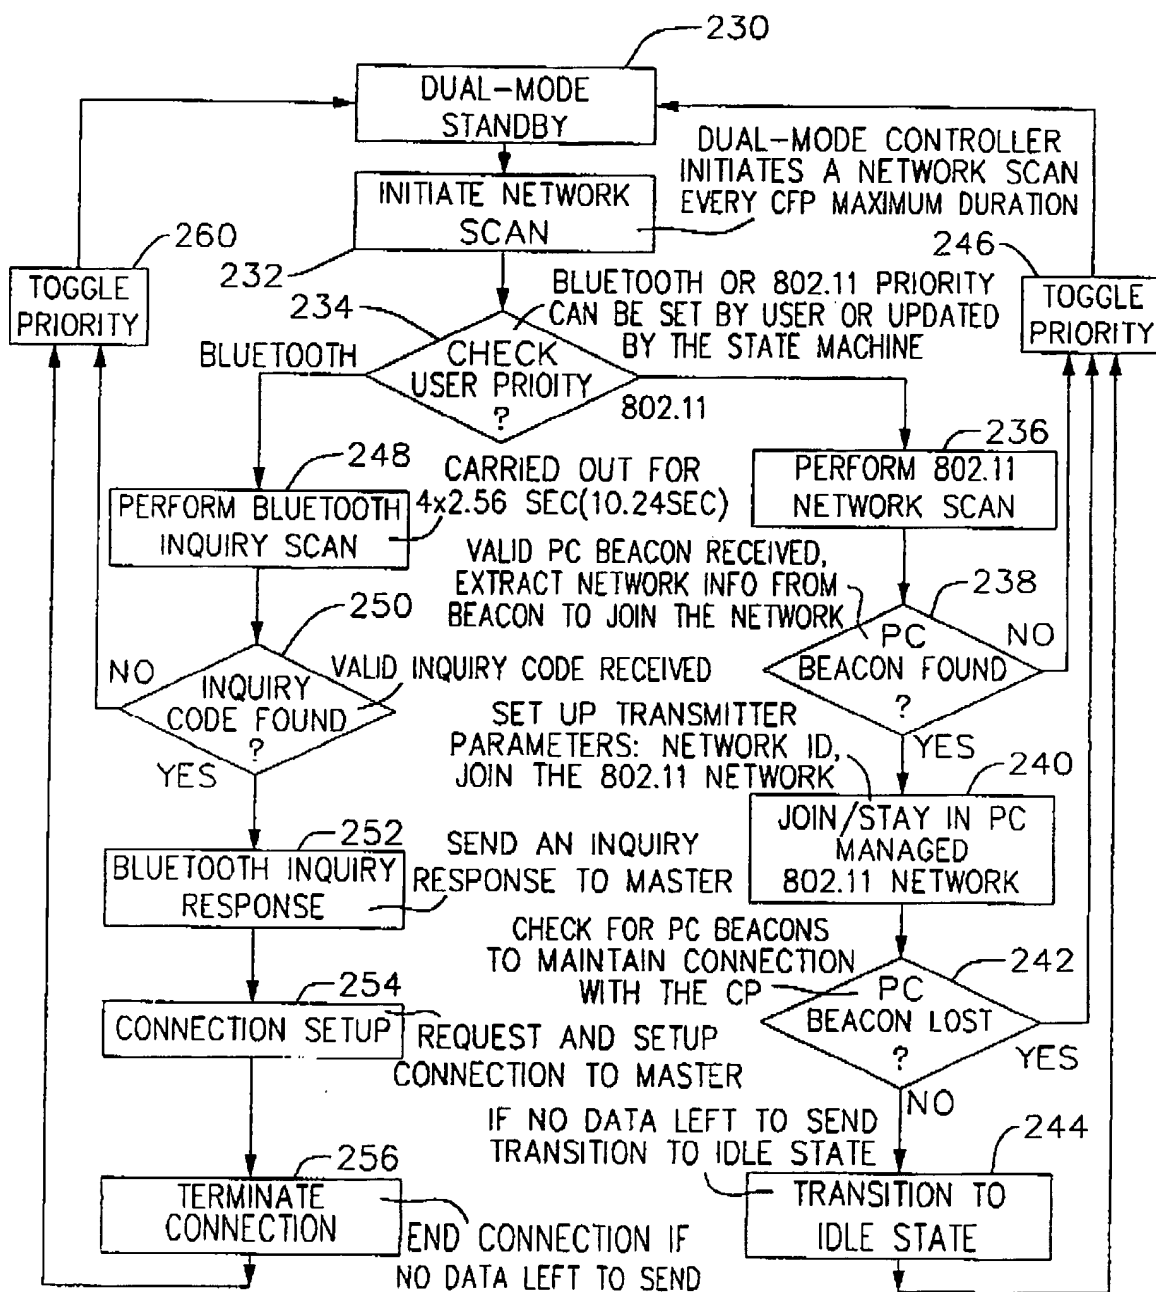 230
DUAL-MODE
STANDBY
DUAL-MODE CONTROLLER
INITIATES A NETWORK SCAN
EVERY CFP MAXIMUM DURATION
INITIATE NETWORK
SCAN
232
260
TOGGLE
PRIORITY
246
TOGGLE
PRIORITY
234
BLUETOOTH OR 802.11 PRIORITY
CAN BE SET BY USER OR UPDATED
BY THE STATE MACHINE
BLUETOOTH
CHECK
USER PRIOITY
?
802.11
248
CARRIED OUT FOR
4x2.56 SEC(10.24SEC)
PERFORM BLUETOOTH
INQUIRY SCAN
236
PERFORM 802.11
NETWORK SCAN
VALID PC BEACON RECEIVED,
EXTRACT NETWORK INFO FROM
BEACON TO JOIN THE NETWORK
238
PC
BEACON FOUND
?
NO
YES
250
NO
VALID INQUIRY CODE RECEIVED
INQUIRY
CODE FOUND
?
YES
SET UP TRANSMITTER
PARAMETERS: NETWORK ID,
JOIN THE 802.11 NETWORK
240
JOIN/STAY IN PC
MANAGED
802.11 NETWORK
252
BLUETOOTH INQUIRY
RESPONSE
SEND AN INQUIRY
RESPONSE TO MASTER
CHECK FOR PC BEACONS
TO MAINTAIN CONNECTION
WITH THE CP
242
PC
BEACON LOST
?
YES
NO
254
CONNECTION SETUP
REQUEST AND SETUP
CONNECTION TO MASTER
IF NO DATA LEFT TO SEND
TRANSITION TO IDLE STATE
244
TRANSITION TO
IDLE STATE
256
TERMINATE
CONNECTION
END CONNECTION IF
NO DATA LEFT TO SEND